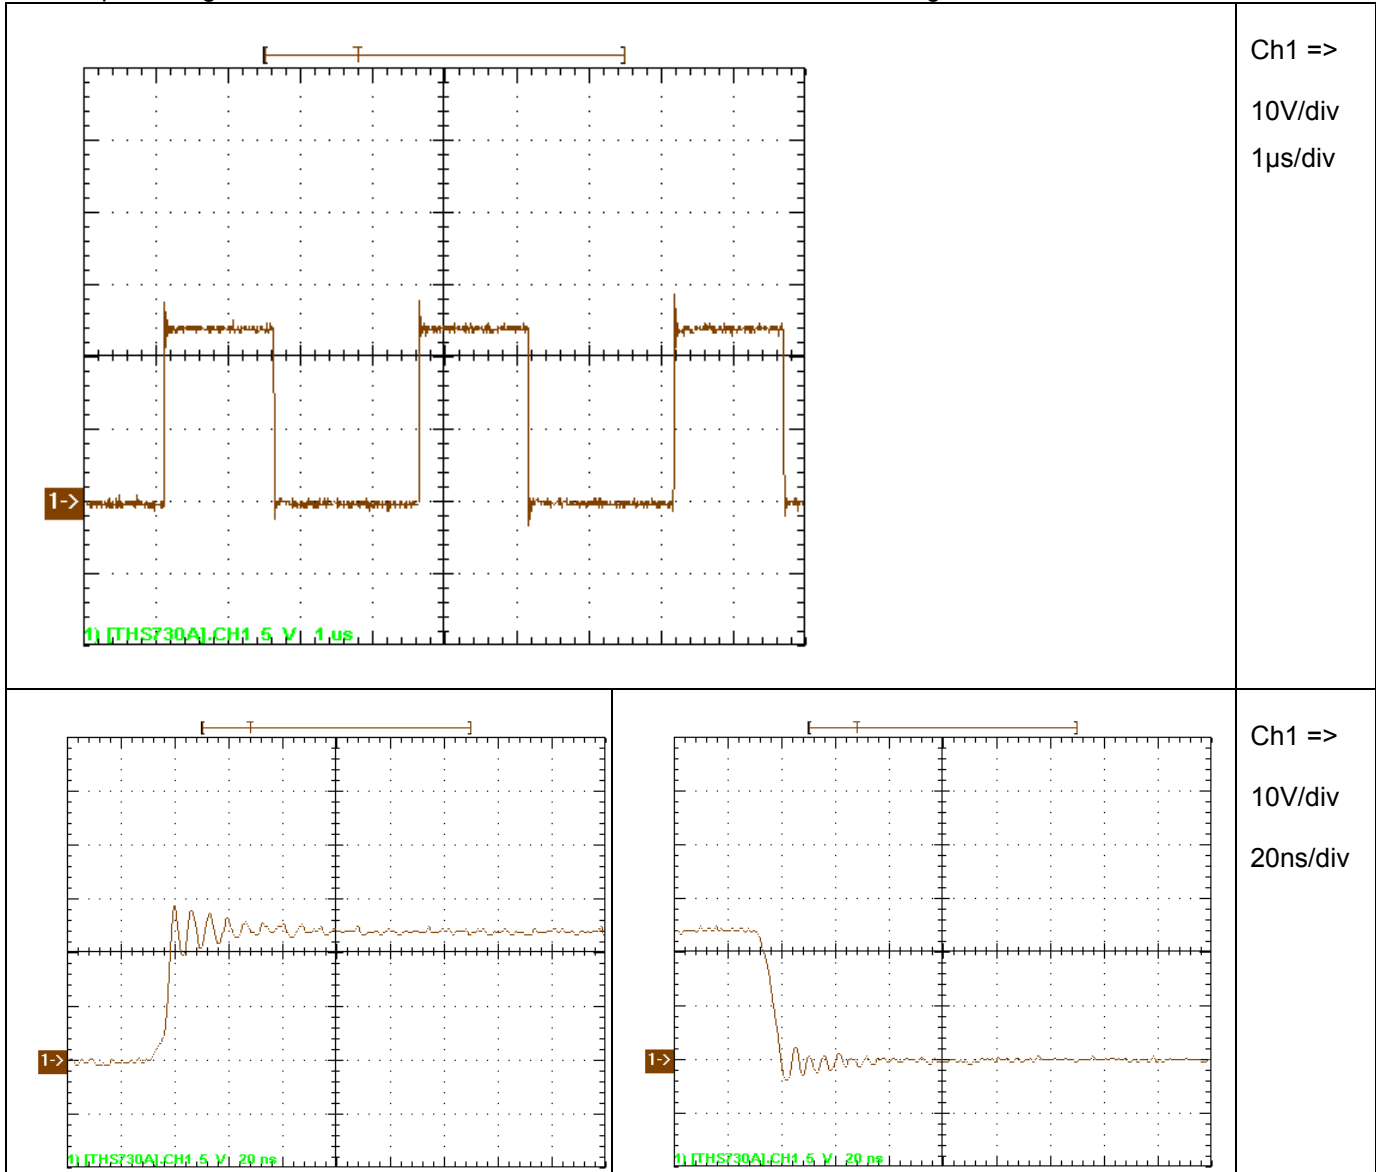 Ch1 =>
10V/div
1µs/div
T
1->
1) [THS730A].CH1 5 V 1 us
Ch1 =>
10V/div
20ns/div
T
1->
1) [THS730A].CH1 5 V 20 ns
T
1->
1) [THS730A].CH1 5 V 20 ns